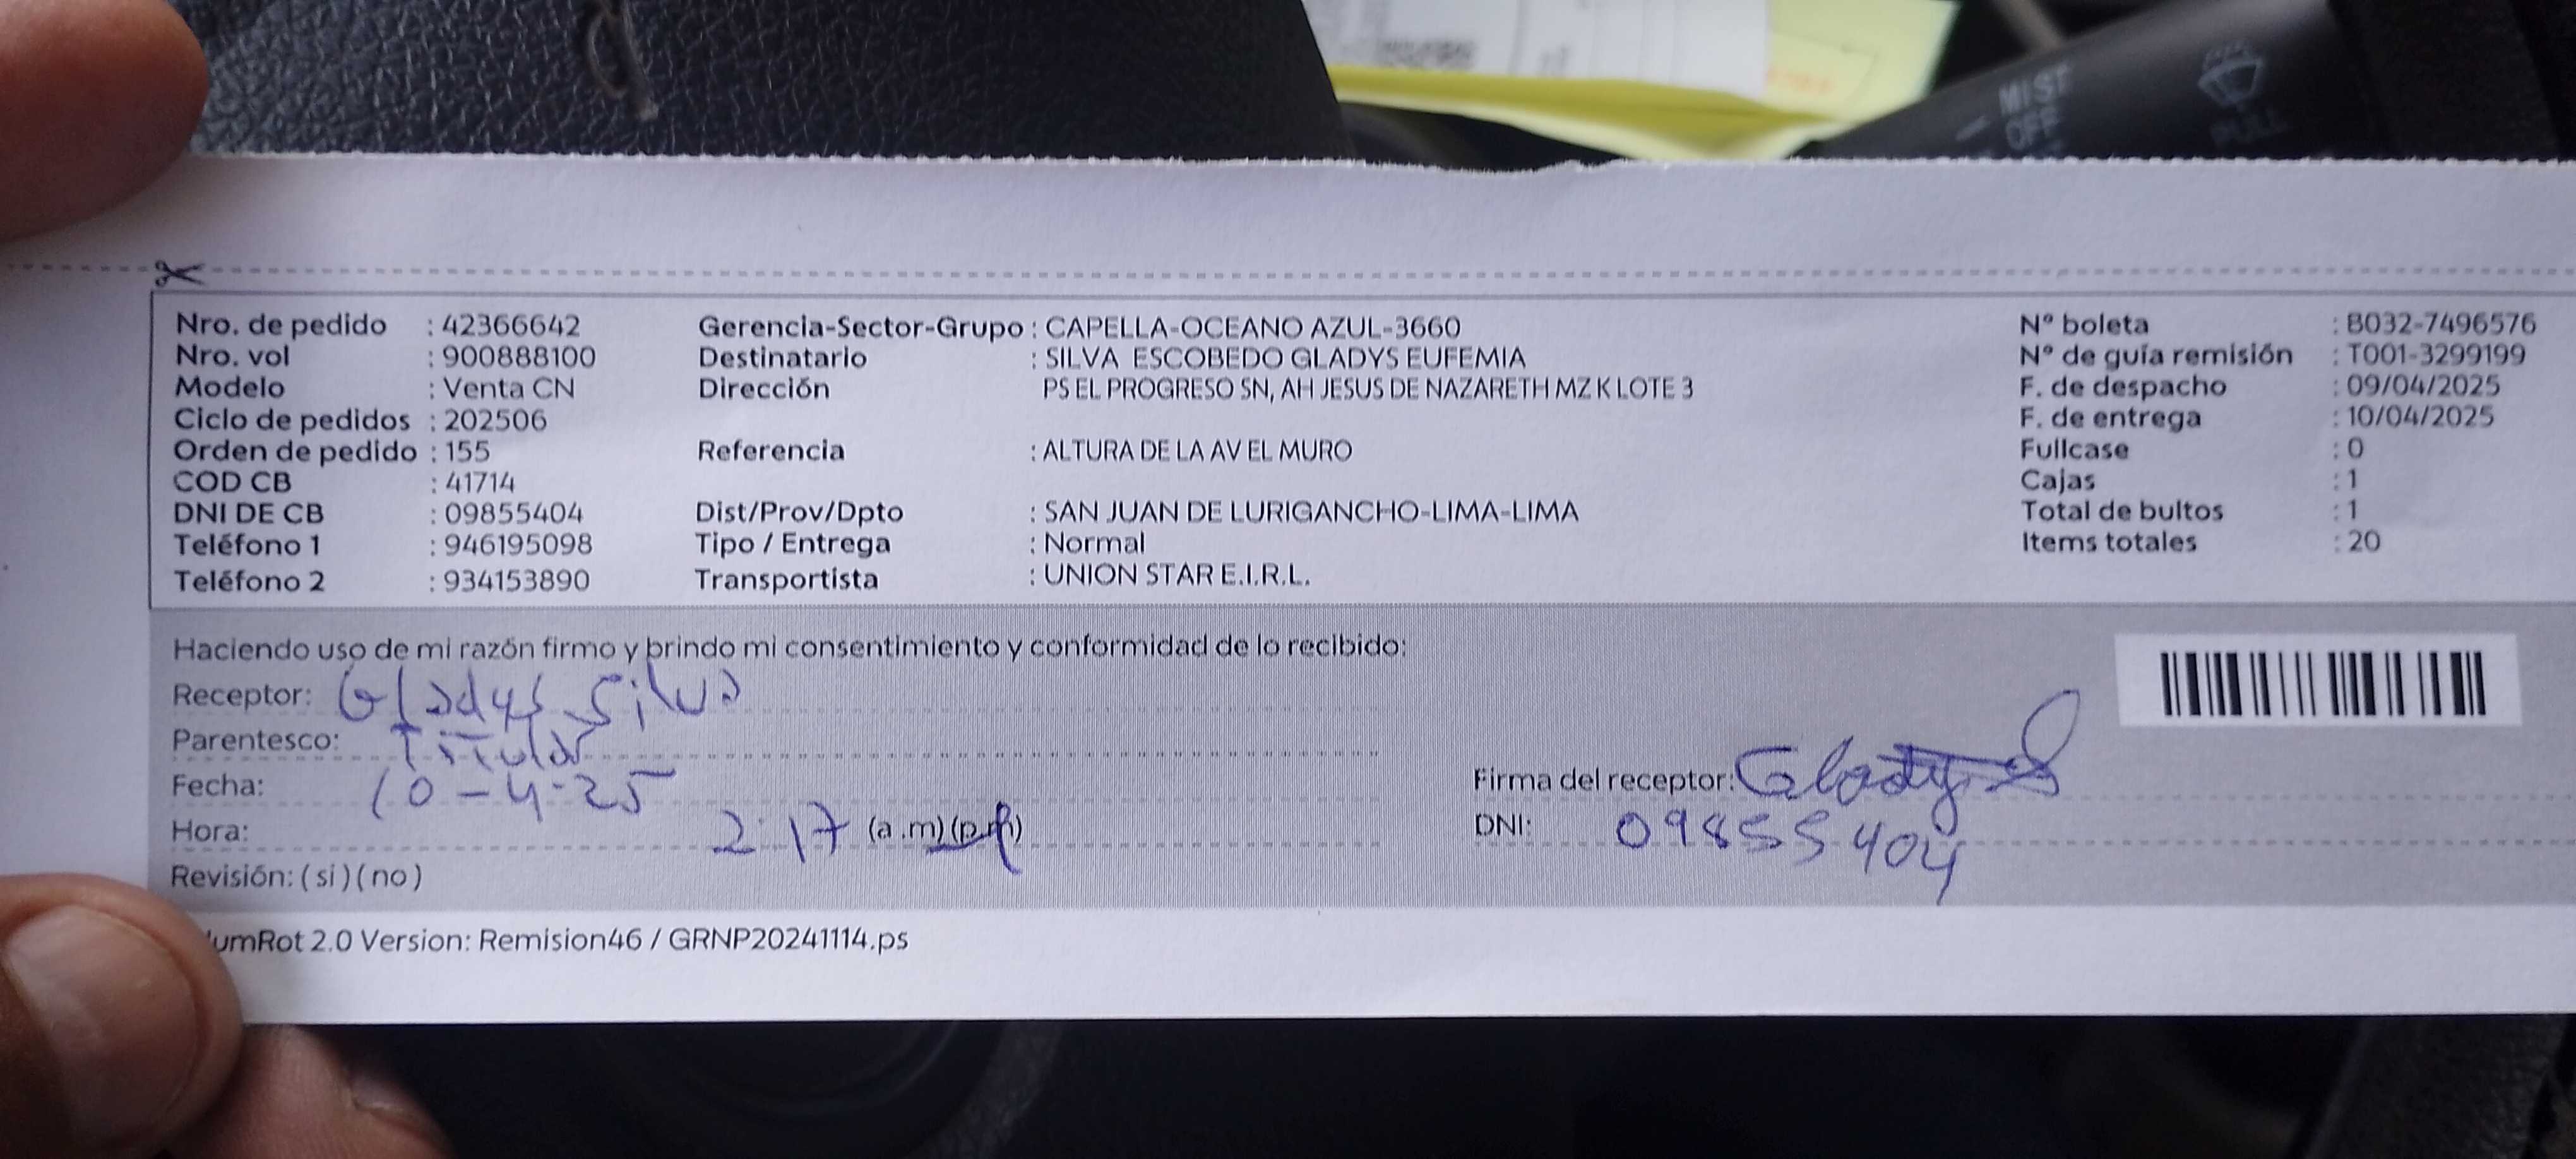 MIST
OFF
PULL
Nro. de pedido : 42366642 Gerencia-Sector-Grupo : CAPELLA-OCEANO AZUL-3660 N° boleta : B032-7496576
Nro. vol : 900888100 Destinatario : SILVA ESCOBEDO GLADYS EUFEMIA N° de guía remisión : T001-3299199
Modelo : Venta CN Dirección PS EL PROGRESO SN, AH JESUS DE NAZARETH MZ K LOTE 3 F. de despacho : 09/04/2025
Ciclo de pedidos : 202506 F. de entrega : 10/04/2025
Orden de pedido : 155 Referencia : ALTURA DE LA AV EL MURO Fullcase : 0
COD CB : 41714 Cajas : 1
DNI DE CB : 09855404 Dist/Prov/Dpto : SAN JUAN DE LURIGANCHO-LIMA-LIMA Total de bultos : 1
Teléfono 1 : 946195098 Tipo / Entrega : Normal Items totales : 20
Teléfono 2 : 934153890 Transportista : UNION STAR E.I.R.L.
Haciendo uso de mi razón firmo y brindo mi consentimiento y conformidad de lo recibido:
Receptor: Gladys Silva
Parentesco: Titular
Fecha: 10-4-25 Firma del receptor: Gladys S
Hora: 2:17 (a .m) (p.m) DNI: 09855404
Revisión: ( si ) ( no )
umRot 2.0 Version: Remision46 / GRNP20241114.ps